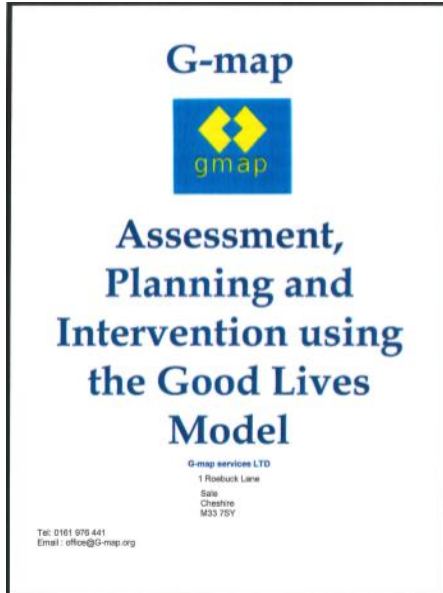 G-map
gmap
Assessment,
Planning and
Intervention using
the Good Lives
Model
G-map services LTD
1 Roebuck Lane
Sale
Cheshire
M33 7SY
Tel: 0161 976 441
Email : office@G-map.org